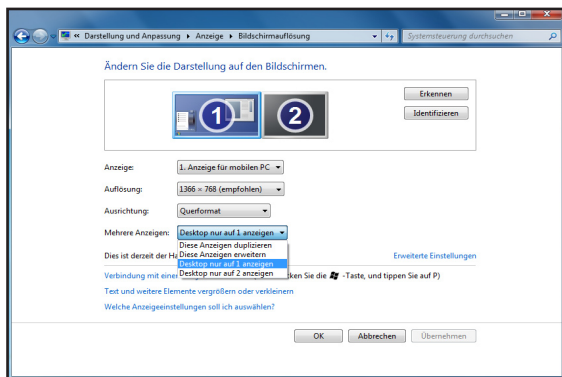 « Darstellung und Anpassung ▸ Anzeige ▸ Bildschirmauflösung
Systemsteuerung durchsuchen
Ändern Sie die Darstellung auf den Bildschirmen.
1
2
Erkennen
Identifizieren
Anzeige: 1. Anzeige für mobilen PC
Auflösung: 1366 × 768 (empfohlen)
Ausrichtung: Querformat
Mehrere Anzeigen: Desktop nur auf 1 anzeigen
Diese Anzeigen duplizieren
Diese Anzeigen erweitern
Desktop nur auf 1 anzeigen
Desktop nur auf 2 anzeigen
Dies ist derzeit der Ha
Erweiterte Einstellungen
Verbindung mit einer
cken Sie die -Taste, und tippen Sie auf P)
Text und weitere Elemente vergrößern oder verkleinern
Welche Anzeigeeinstellungen soll ich auswählen?
OK Abbrechen Übernehmen